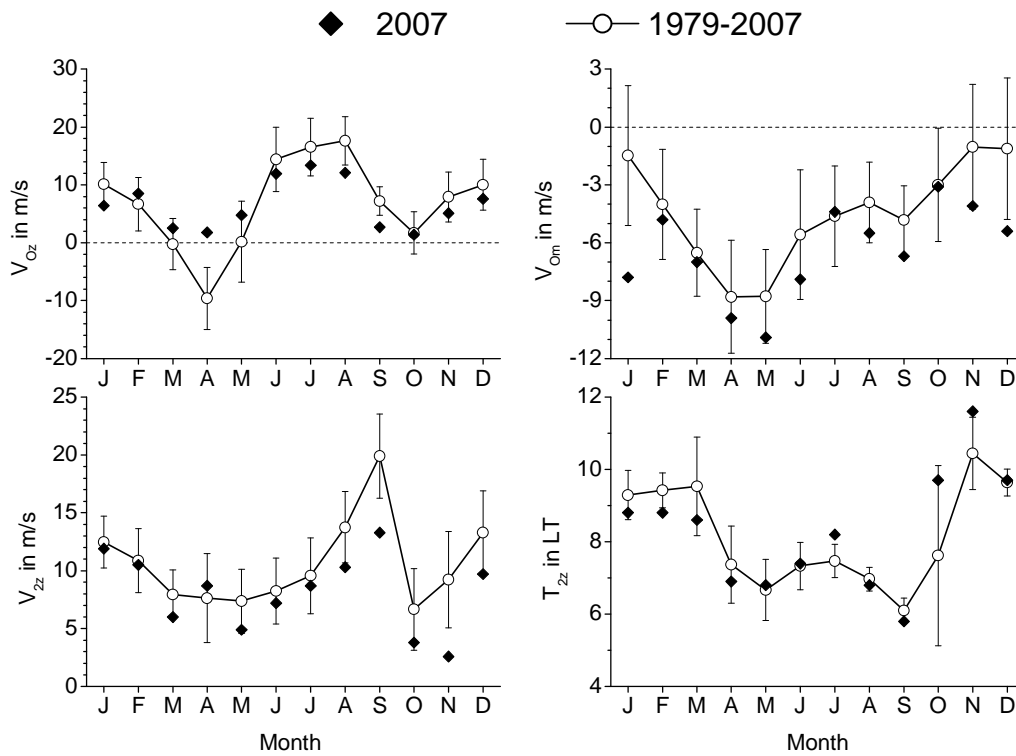 2007 1979-2007
30
20
10
0
-10
-20
V_Oz in m/s
J F M A M J J A S O N D
3
0
-3
-6
-9
-12
V_Om in m/s
J F M A M J J A S O N D
25
20
15
10
5
0
V_2z in m/s
J F M A M J J A S O N D
Month
12
10
8
6
4
T_2z in LT
J F M A M J J A S O N D
Month